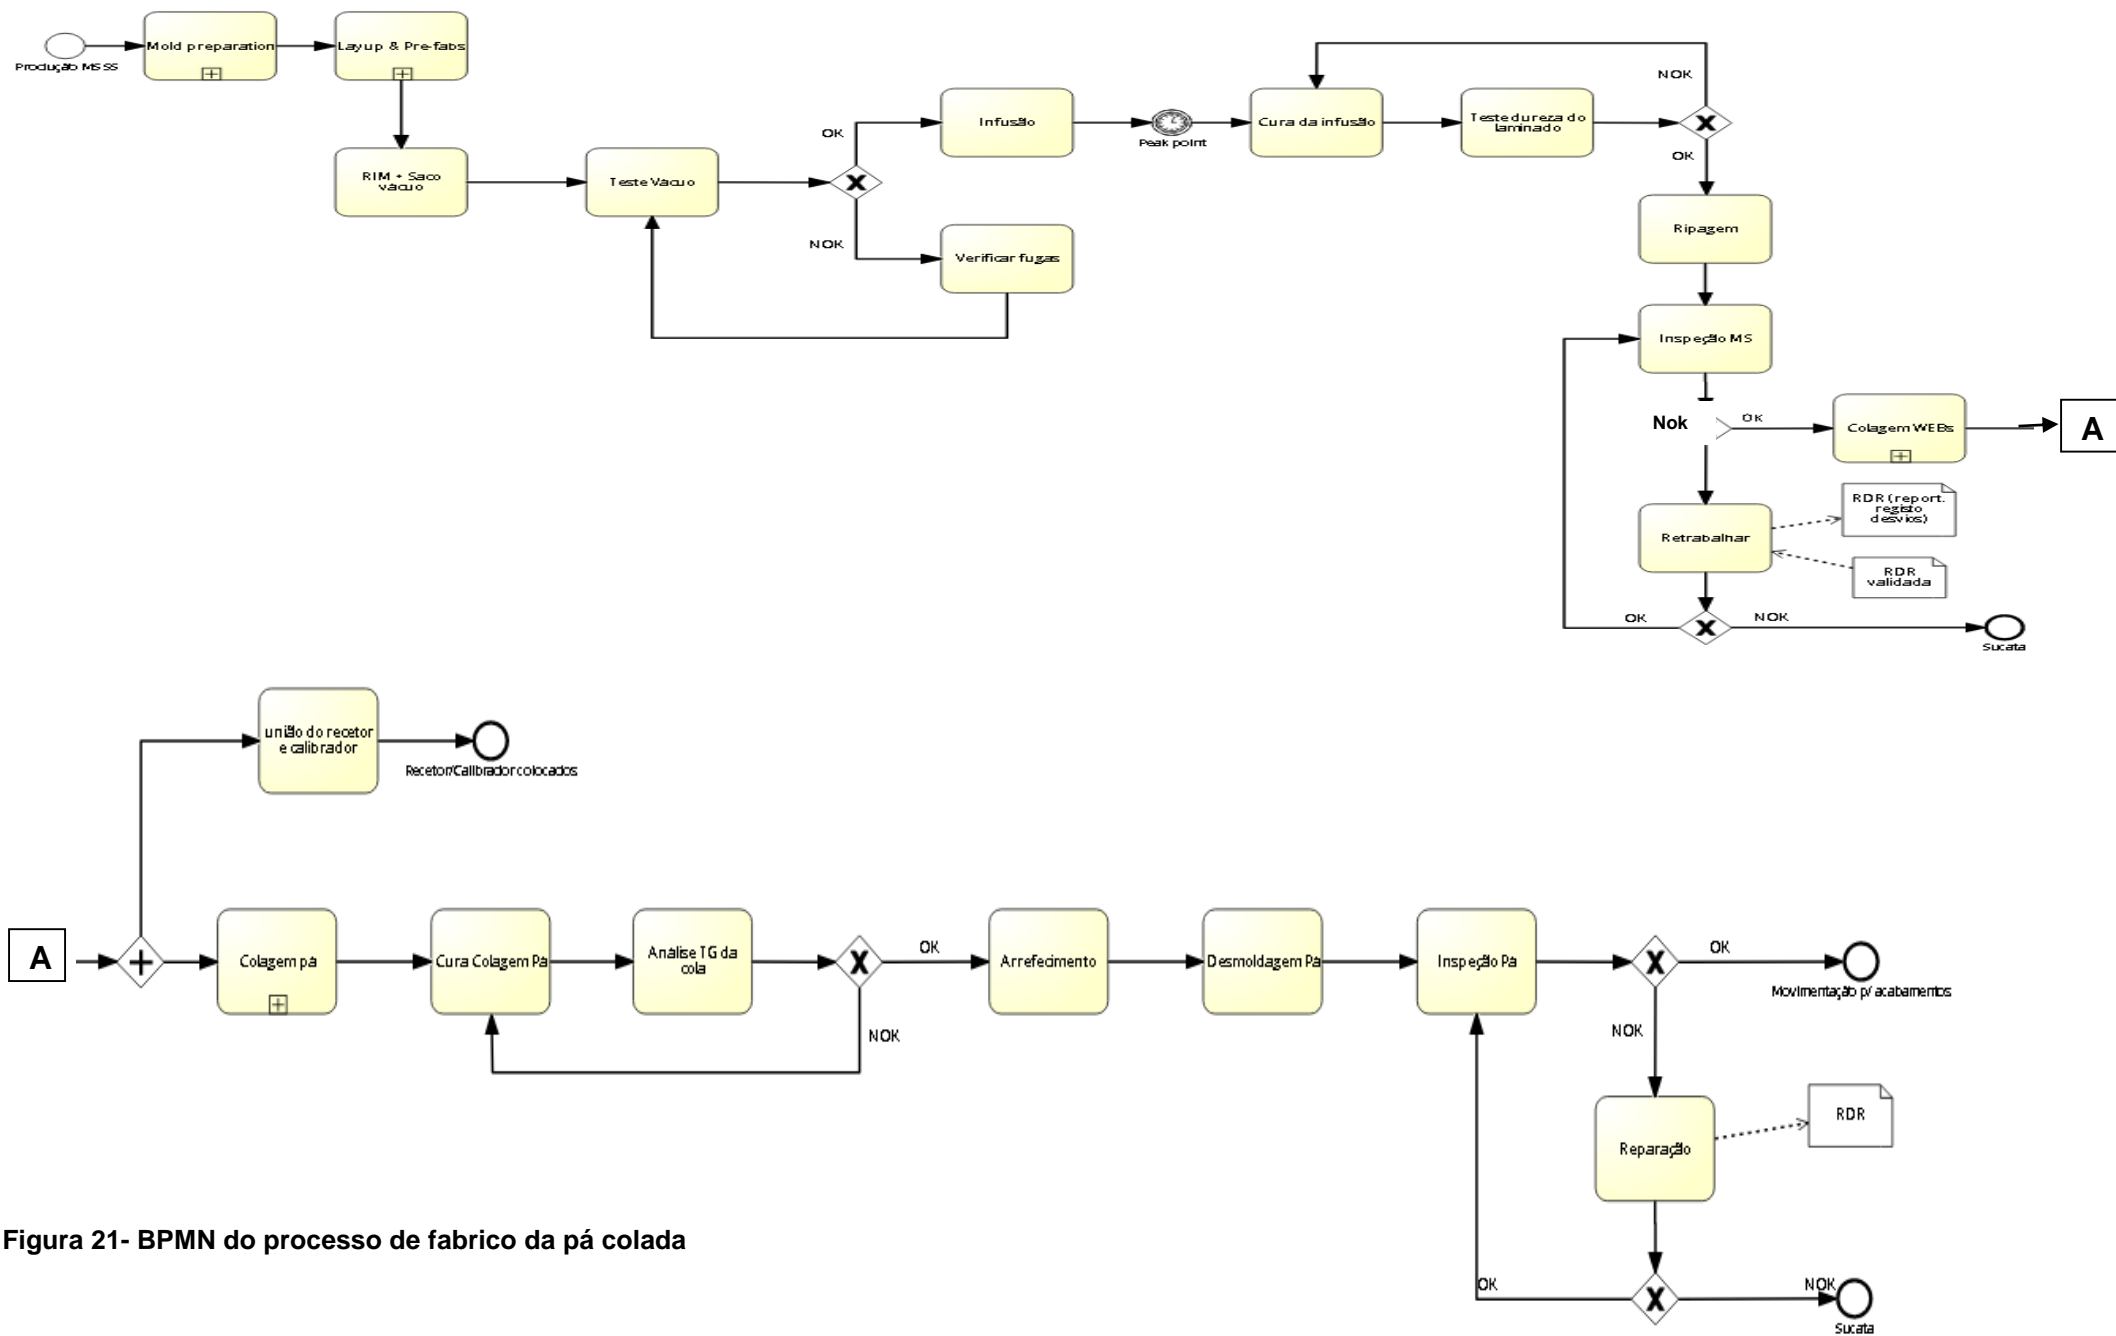 Mold preparation
Layup & Pre-fabs
Produção MSSS
NOK
OK
Infusão
Peak point
Cura da infusão
Teste dureza do
laminado
OK
RIM + Saco
vácuo
Teste Vácuo
NOK
Verificar fugas
Ripagem
Inspeção MS
Nok
OK
Colagem WEBs
A
RDR (report.
registo
desvios)
Retrabalhar
RDR
validada
OK
NOK
Sucata
união do recetor
e calibrador
Recetor/Calibrador colocados
A
Colagem pá
Cura Colagem Pá
Análise TG da
cola
OK
NOK
Arrefecimento
Desmoldagem Pá
Inspeção Pá
OK
Movimentação p/ acabamentos
NOK
RDR
Reparação
OK
NOK
Sucata
Figura 21- BPMN do processo de fabrico da pá colada